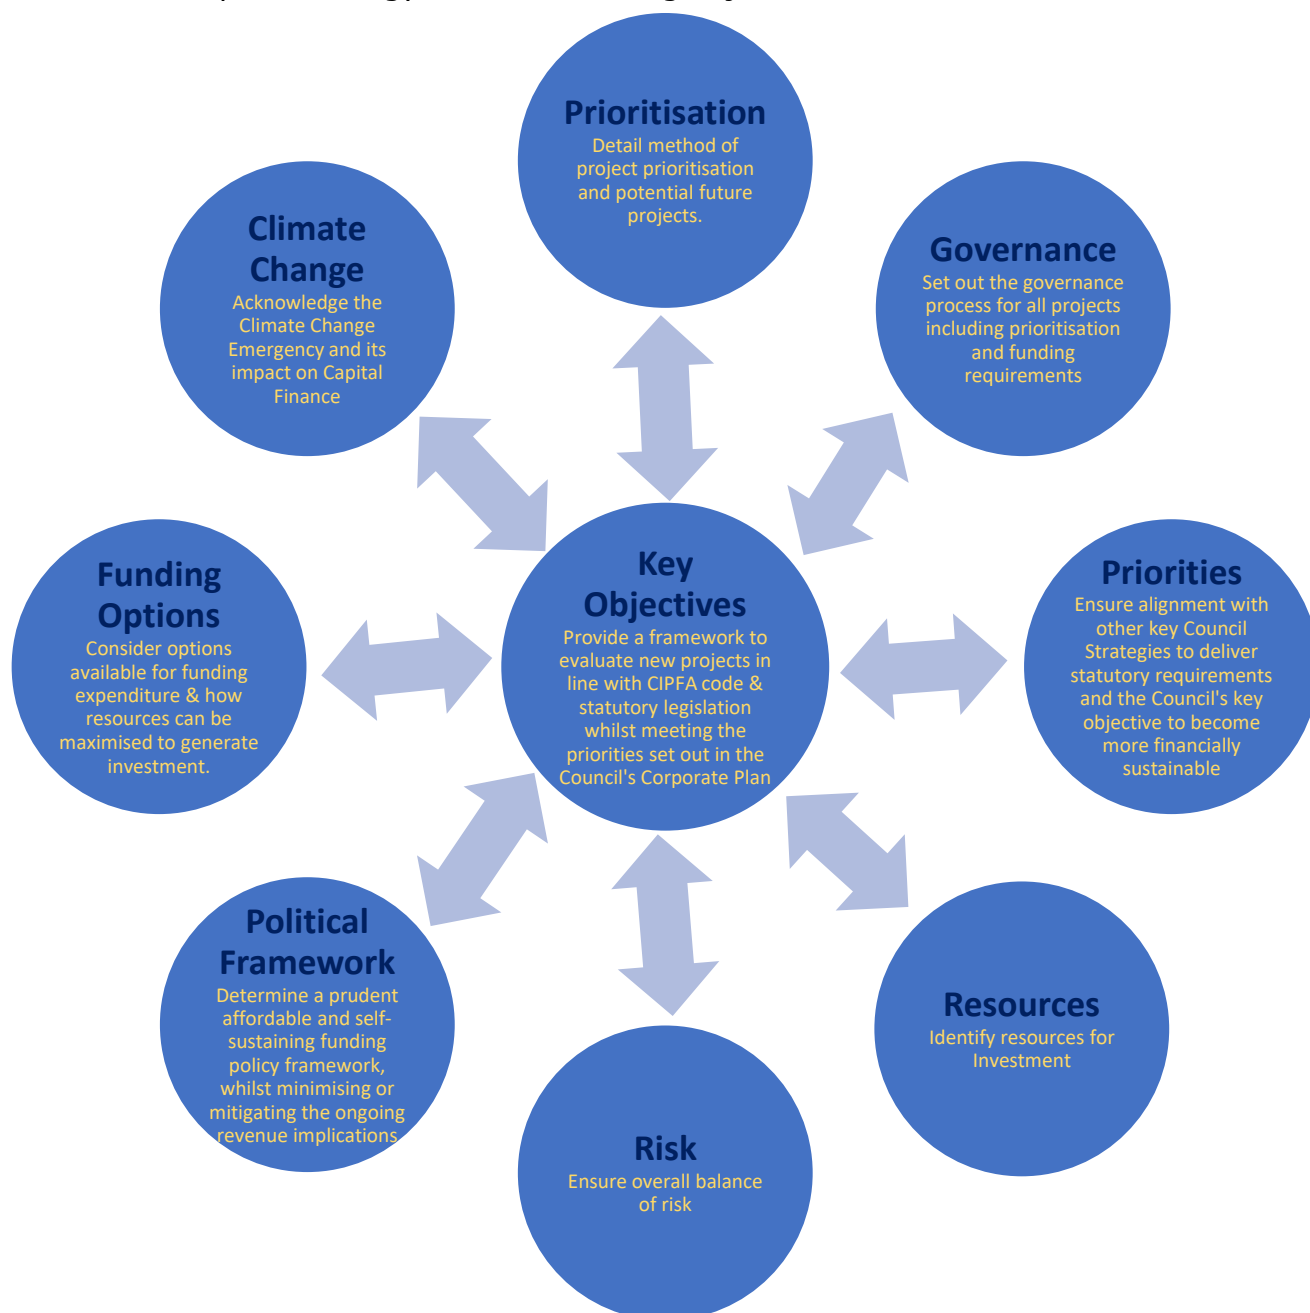 Prioritisation
Detail method of
project prioritisation
and potential future
projects.
Governance
Set out the governance
process for all projects
including prioritisation
and funding
requirements
Priorities
Ensure alignment with
other key Council
Strategies to deliver
statutory requirements
and the Council's key
objective to become
more financially
sustainable
Resources
Identify resources for
Investment
Risk
Ensure overall balance
of risk
Political
Framework
Determine a prudent
affordable and self-
sustaining funding
policy framework,
whilst minimising or
mitigating the ongoing
revenue implications
Funding
Options
Consider options
available for funding
expenditure & how
resources can be
maximised to generate
investment.
Climate
Change
Acknowledge the
Climate Change
Emergency and its
impact on Capital
Finance
Key
Objectives
Provide a framework to
evaluate new projects in
line with CIPFA code &
statutory legislation
whilst meeting the
priorities set out in the
Council's Corporate Plan